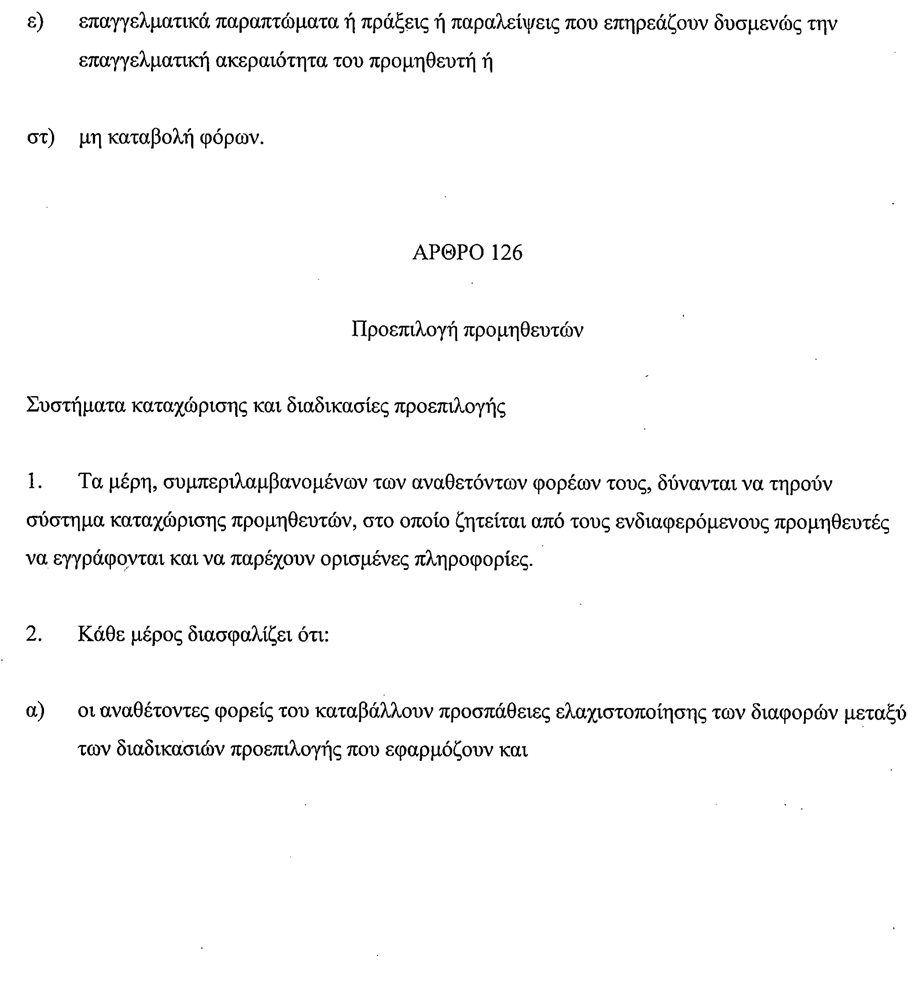 ε) επαγγελματικά παραπτώματα ή πράξεις ή παραλείψεις που επηρεάζουν δυσμενώς την
επαγγελματική ακεραιότητα του προμηθευτή ή
στ) μη καταβολή φόρων.
ΑΡΘΡΟ 126
Προεπιλογή προμηθευτών
Συστήματα καταχώρισης και διαδικασίες προεπιλογής
1. Τα μέρη, συμπεριλαμβανομένων των αναθετόντων φορέων τους, δύνανται να τηρούν
σύστημα καταχώρισης προμηθευτών, στο οποίο ζητείται από τους ενδιαφερόμενους προμηθευτές
να εγγράφονται και να παρέχουν ορισμένες πληροφορίες.
2. Κάθε μέρος διασφαλίζει ότι:
α) οι αναθέτοντες φορείς του καταβάλλουν προσπάθειες ελαχιστοποίησης των διαφορών μεταξύ
των διαδικασιών προεπιλογής που εφαρμόζουν και